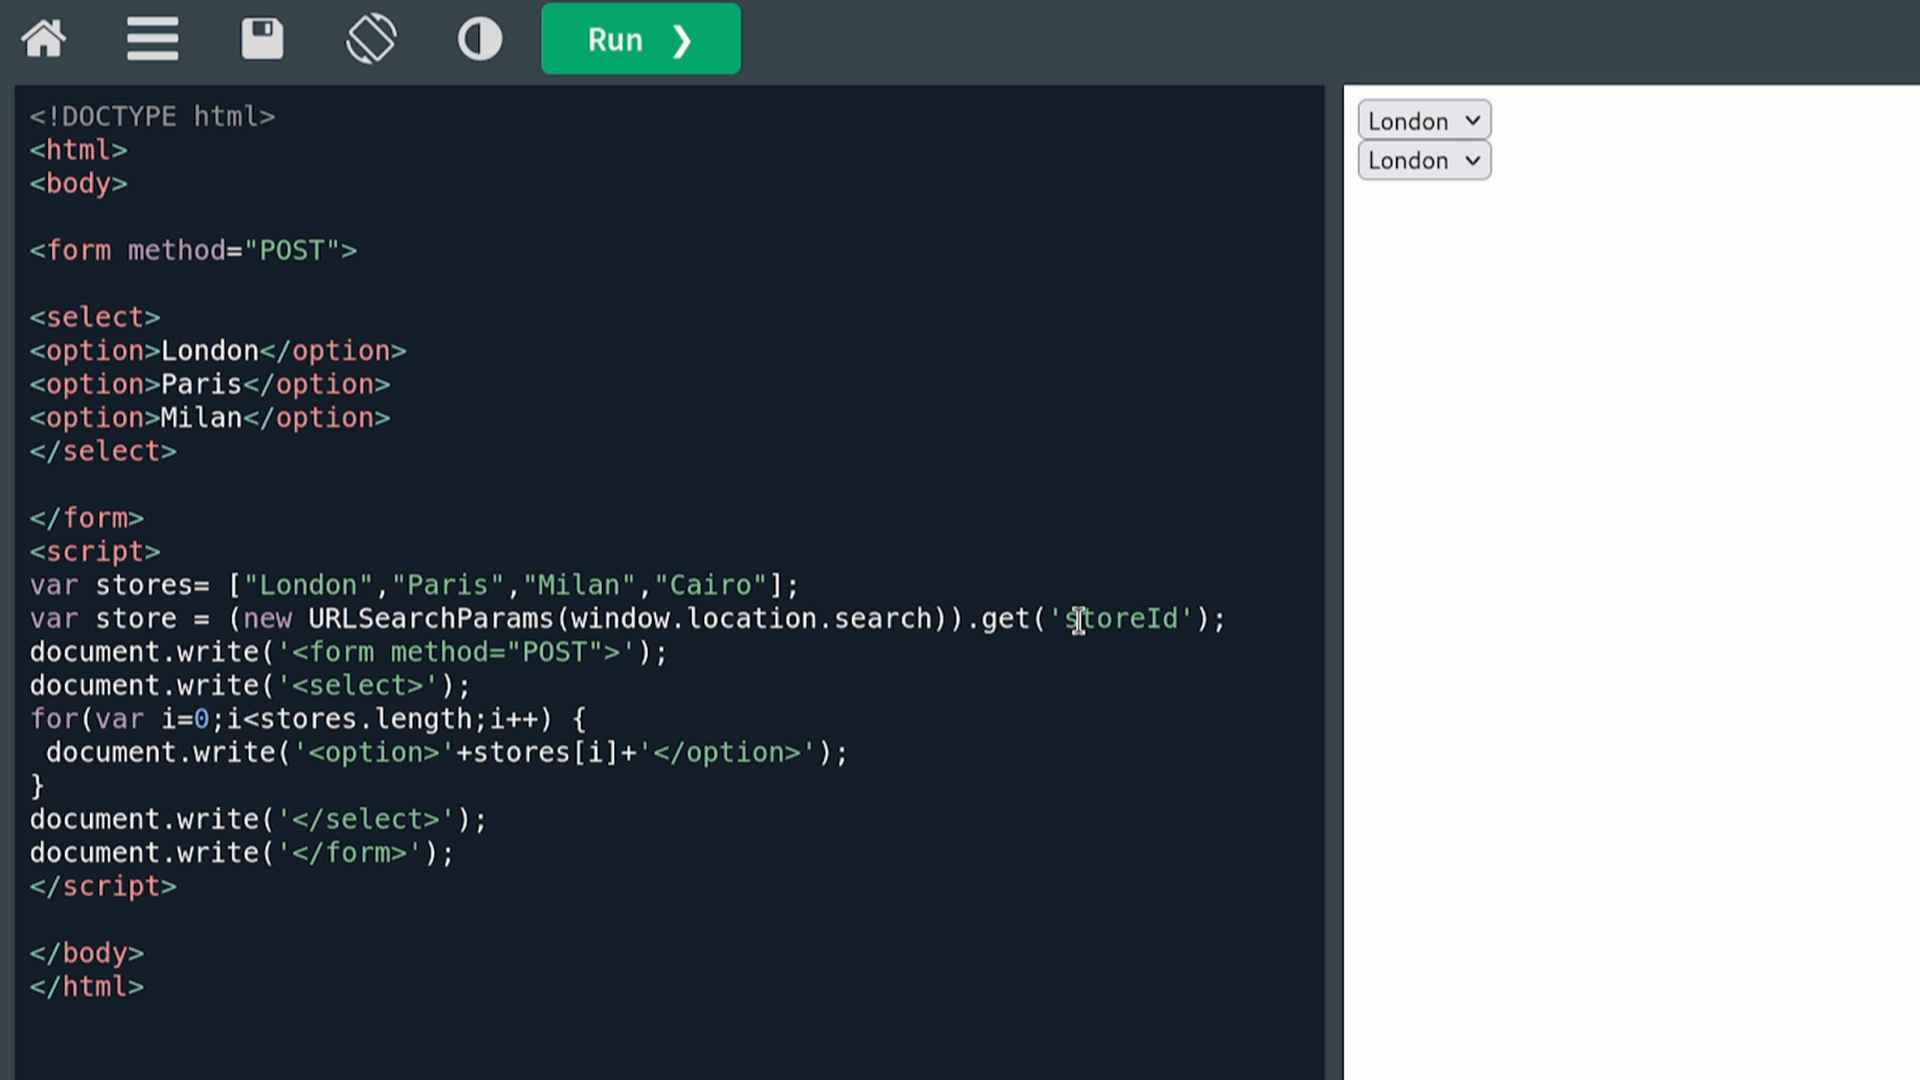 Run ❯
<!DOCTYPE html>
<html>
<body>
<form method="POST">
<select>
<option>London</option>
<option>Paris</option>
<option>Milan</option>
</select>
</form>
<script>
var stores= ["London","Paris","Milan","Cairo"];
var store = (new URLSearchParams(window.location.search)).get('storeId');
document.write('<form method="POST">');
document.write('<select>');
for(var i=0;i<stores.length;i++) {
 document.write('<option>'+stores[i]+'</option>');
}
document.write('</select>');
document.write('</form>');
</script>
</body>
</html>
London
London